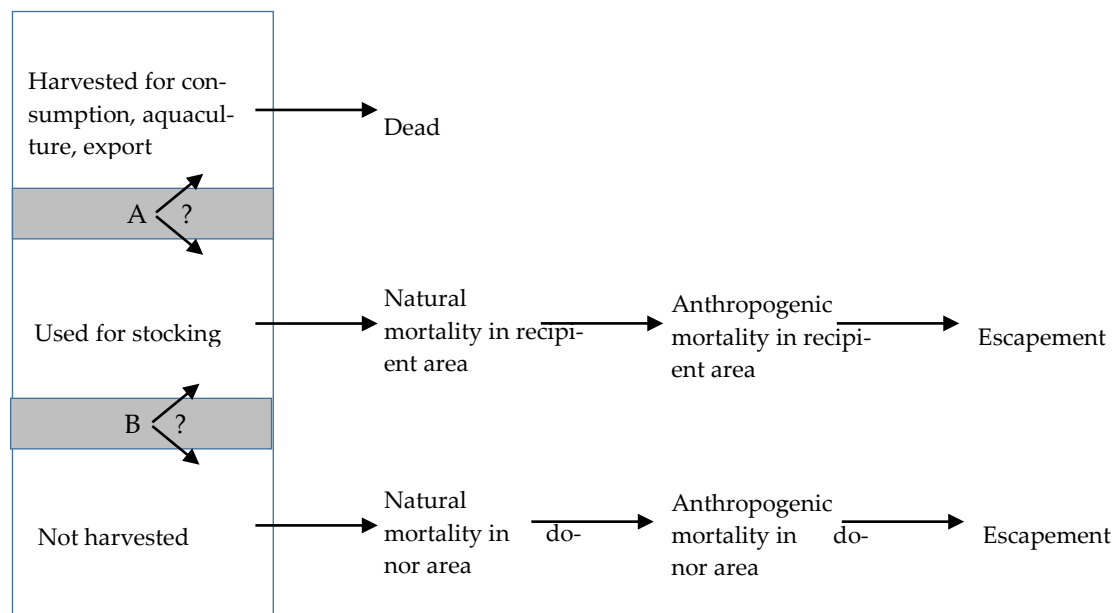 Harvested for con-
sumption, aquacul-
ture, export
Dead
A ?
Used for stocking
Natural
mortality in recipi-
ent area
Anthropogenic
mortality in recipi-
ent area
Escapement
B ?
Not harvested
Natural
mortality in do-
nor area
Anthropogenic
mortality in do-
nor area
Escapement